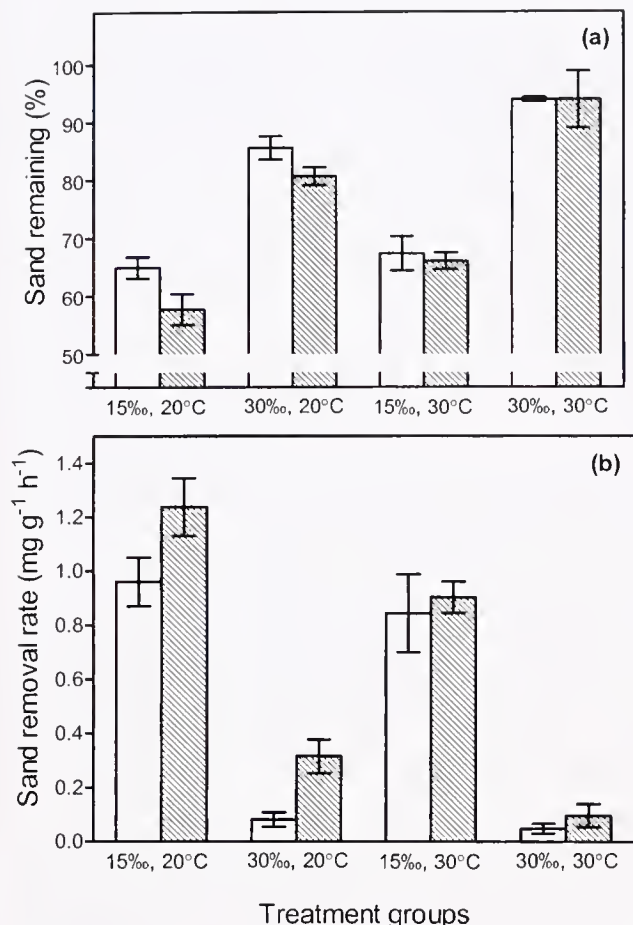 (a)
Sand remaining (%)
100
90
80
70
60
50
15‰, 20°C 30‰, 20°C 15‰, 30°C 30‰, 30°C
(b)
Sand removal rate (mg g⁻¹ h⁻¹)
1.4
1.2
1.0
0.8
0.6
0.4
0.2
0.0
15‰, 20°C 30‰, 20°C 15‰, 30°C 30‰, 30°C
Treatment groups